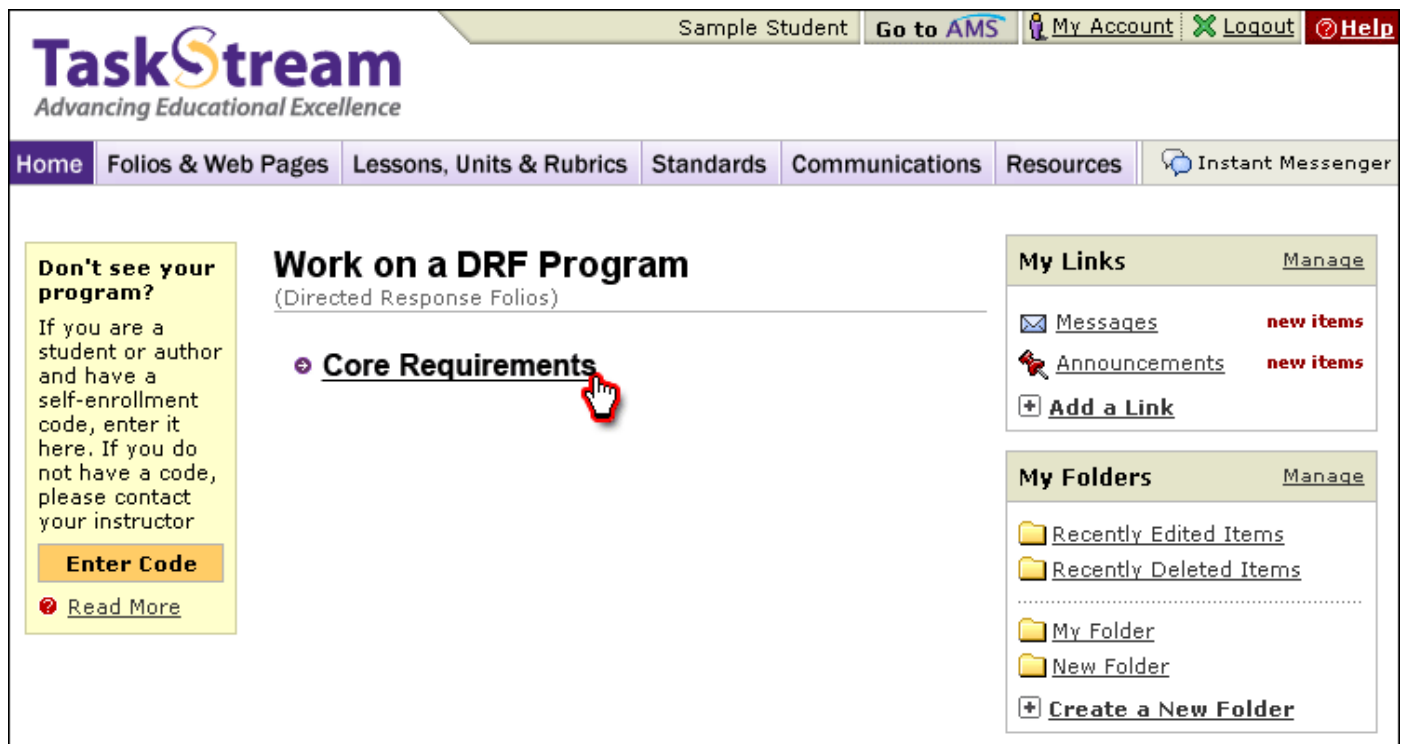 Sample Student Go to AMS My Account Logout Help
TaskStream
Advancing Educational Excellence
Home Folios & Web Pages Lessons, Units & Rubrics Standards Communications Resources Instant Messenger
Don't see your
program?
If you are a
student or author
and have a
self-enrollment
code, enter it
here. If you do
not have a code,
please contact
your instructor
Enter Code
Read More
Work on a DRF Program
(Directed Response Folios)
Core Requirements
My Links Manage
Messages new items
Announcements new items
Add a Link
My Folders Manage
Recently Edited Items
Recently Deleted Items
My Folder
New Folder
Create a New Folder